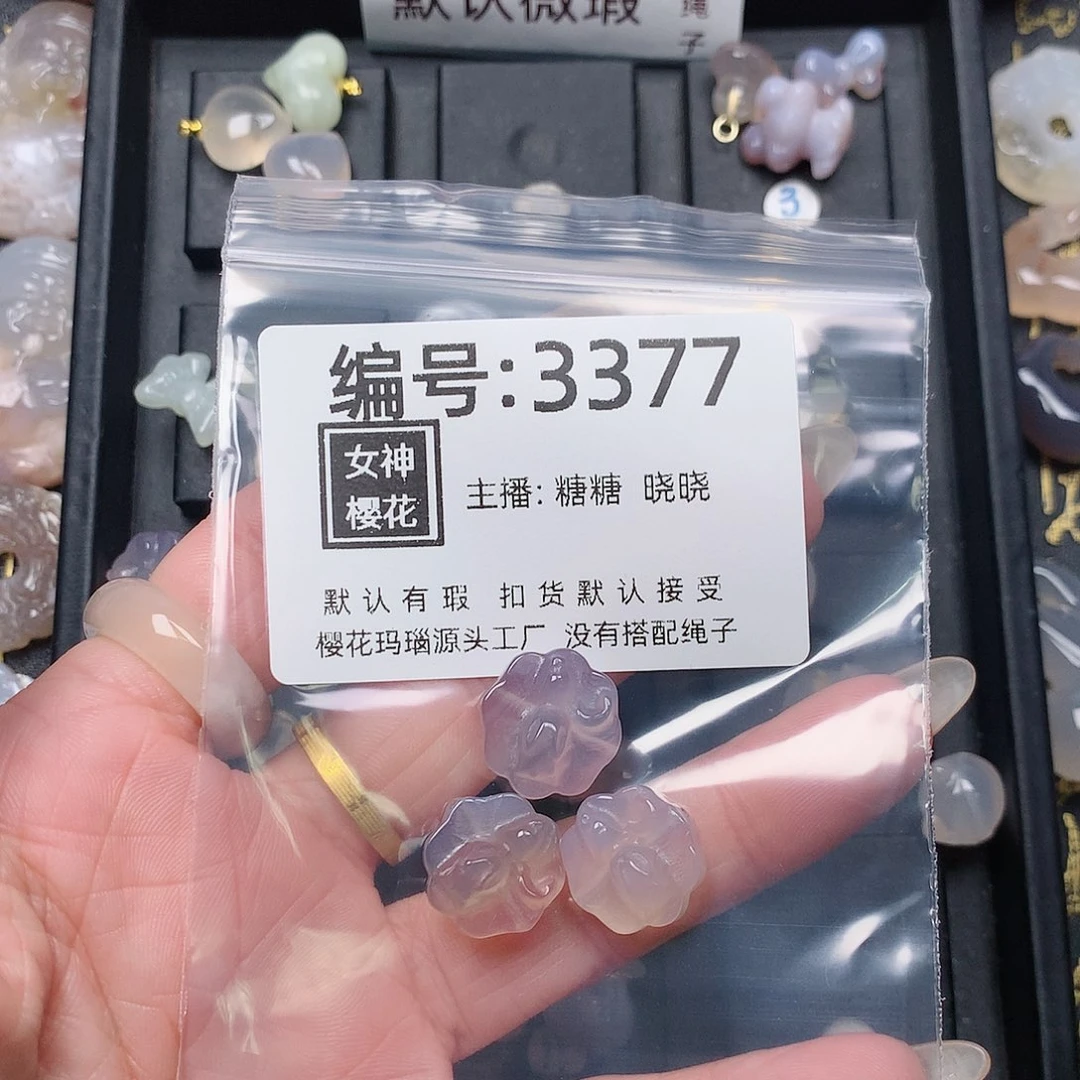 默认微瑕
绳
子
3
编号:3377
女神
樱花
主播: 糖糖 晓晓
默认有瑕 扣货默认接受
樱花玛瑙源头工厂 没有搭配绳子